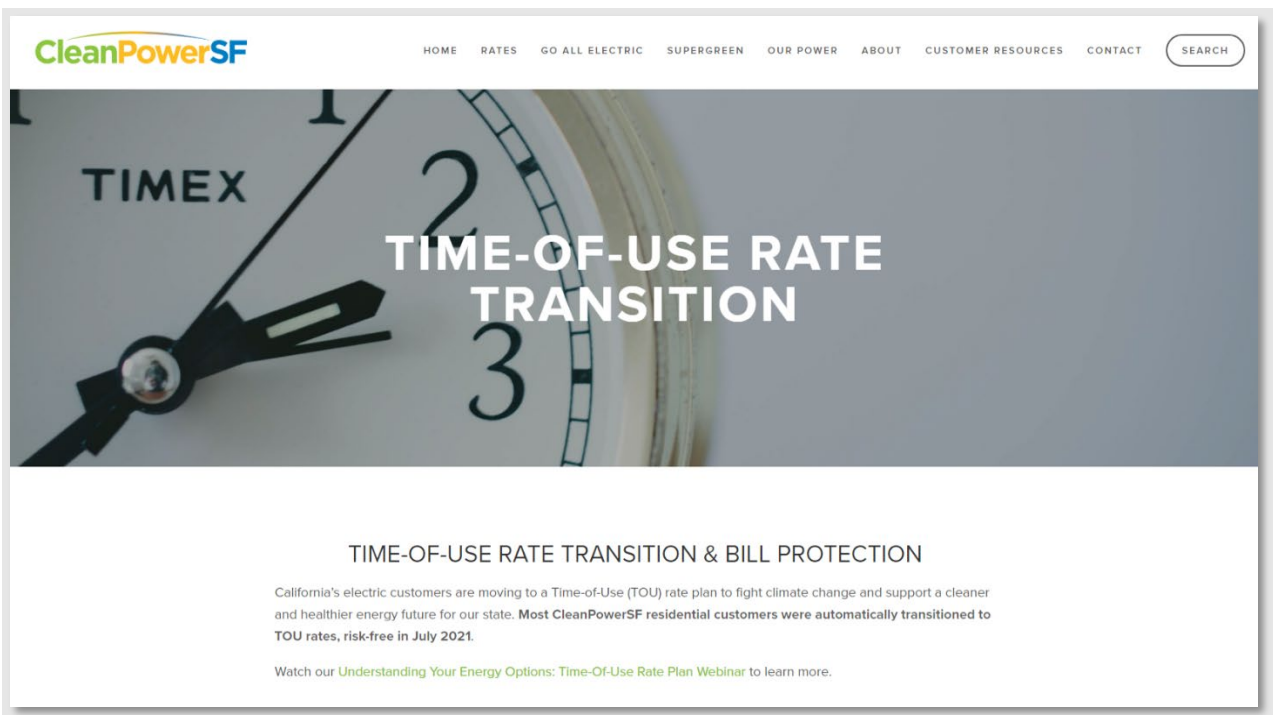 CleanPowerSF
HOME RATES GO ALL ELECTRIC SUPERGREEN OUR POWER ABOUT CUSTOMER RESOURCES CONTACT SEARCH
1 1
TIMEX
2
3
TIME-OF-USE RATE
TRANSITION
TIME-OF-USE RATE TRANSITION & BILL PROTECTION
California's electric customers are moving to a Time-of-Use (TOU) rate plan to fight climate change and support a cleaner
and healthier energy future for our state. Most CleanPowerSF residential customers were automatically transitioned to
TOU rates, risk-free in July 2021.
Watch our Understanding Your Energy Options: Time-Of-Use Rate Plan Webinar to learn more.